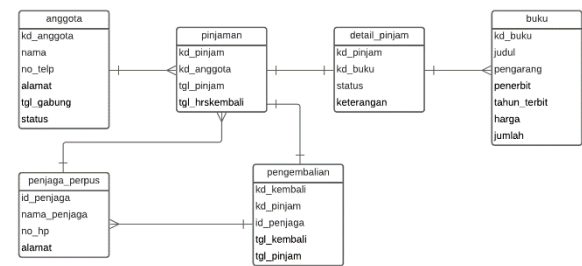 anggota
kd_anggota
nama
no_telp
alamat
tgl_gabung
status
pinjaman
kd_pinjam
kd_anggota
tgl_pinjam
tgl_hrskembali
detail_pinjam
kd_pinjam
kd_buku
status
keterangan
buku
kd_buku
judul
pengarang
penerbit
tahun_terbit
harga
jumlah
penjaga_perpus
id_penjaga
nama_penjaga
no_hp
alamat
pengembalian
kd_kembali
kd_pinjam
id_penjaga
tgl_kembali
tgl_pinjam